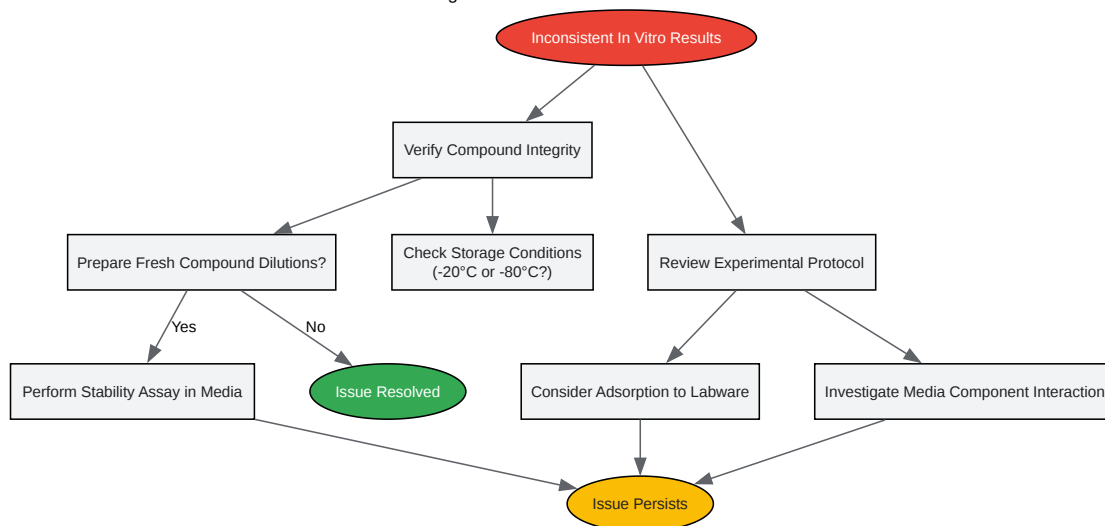 Inconsistent In Vitro Results
Verify Compound Integrity
Prepare Fresh Compound Dilutions?
Check Storage Conditions
(-20°C or -80°C?)
Review Experimental Protocol
Yes
No
Perform Stability Assay in Media
Issue Resolved
Consider Adsorption to Labware
Investigate Media Component Interaction
Issue Persists